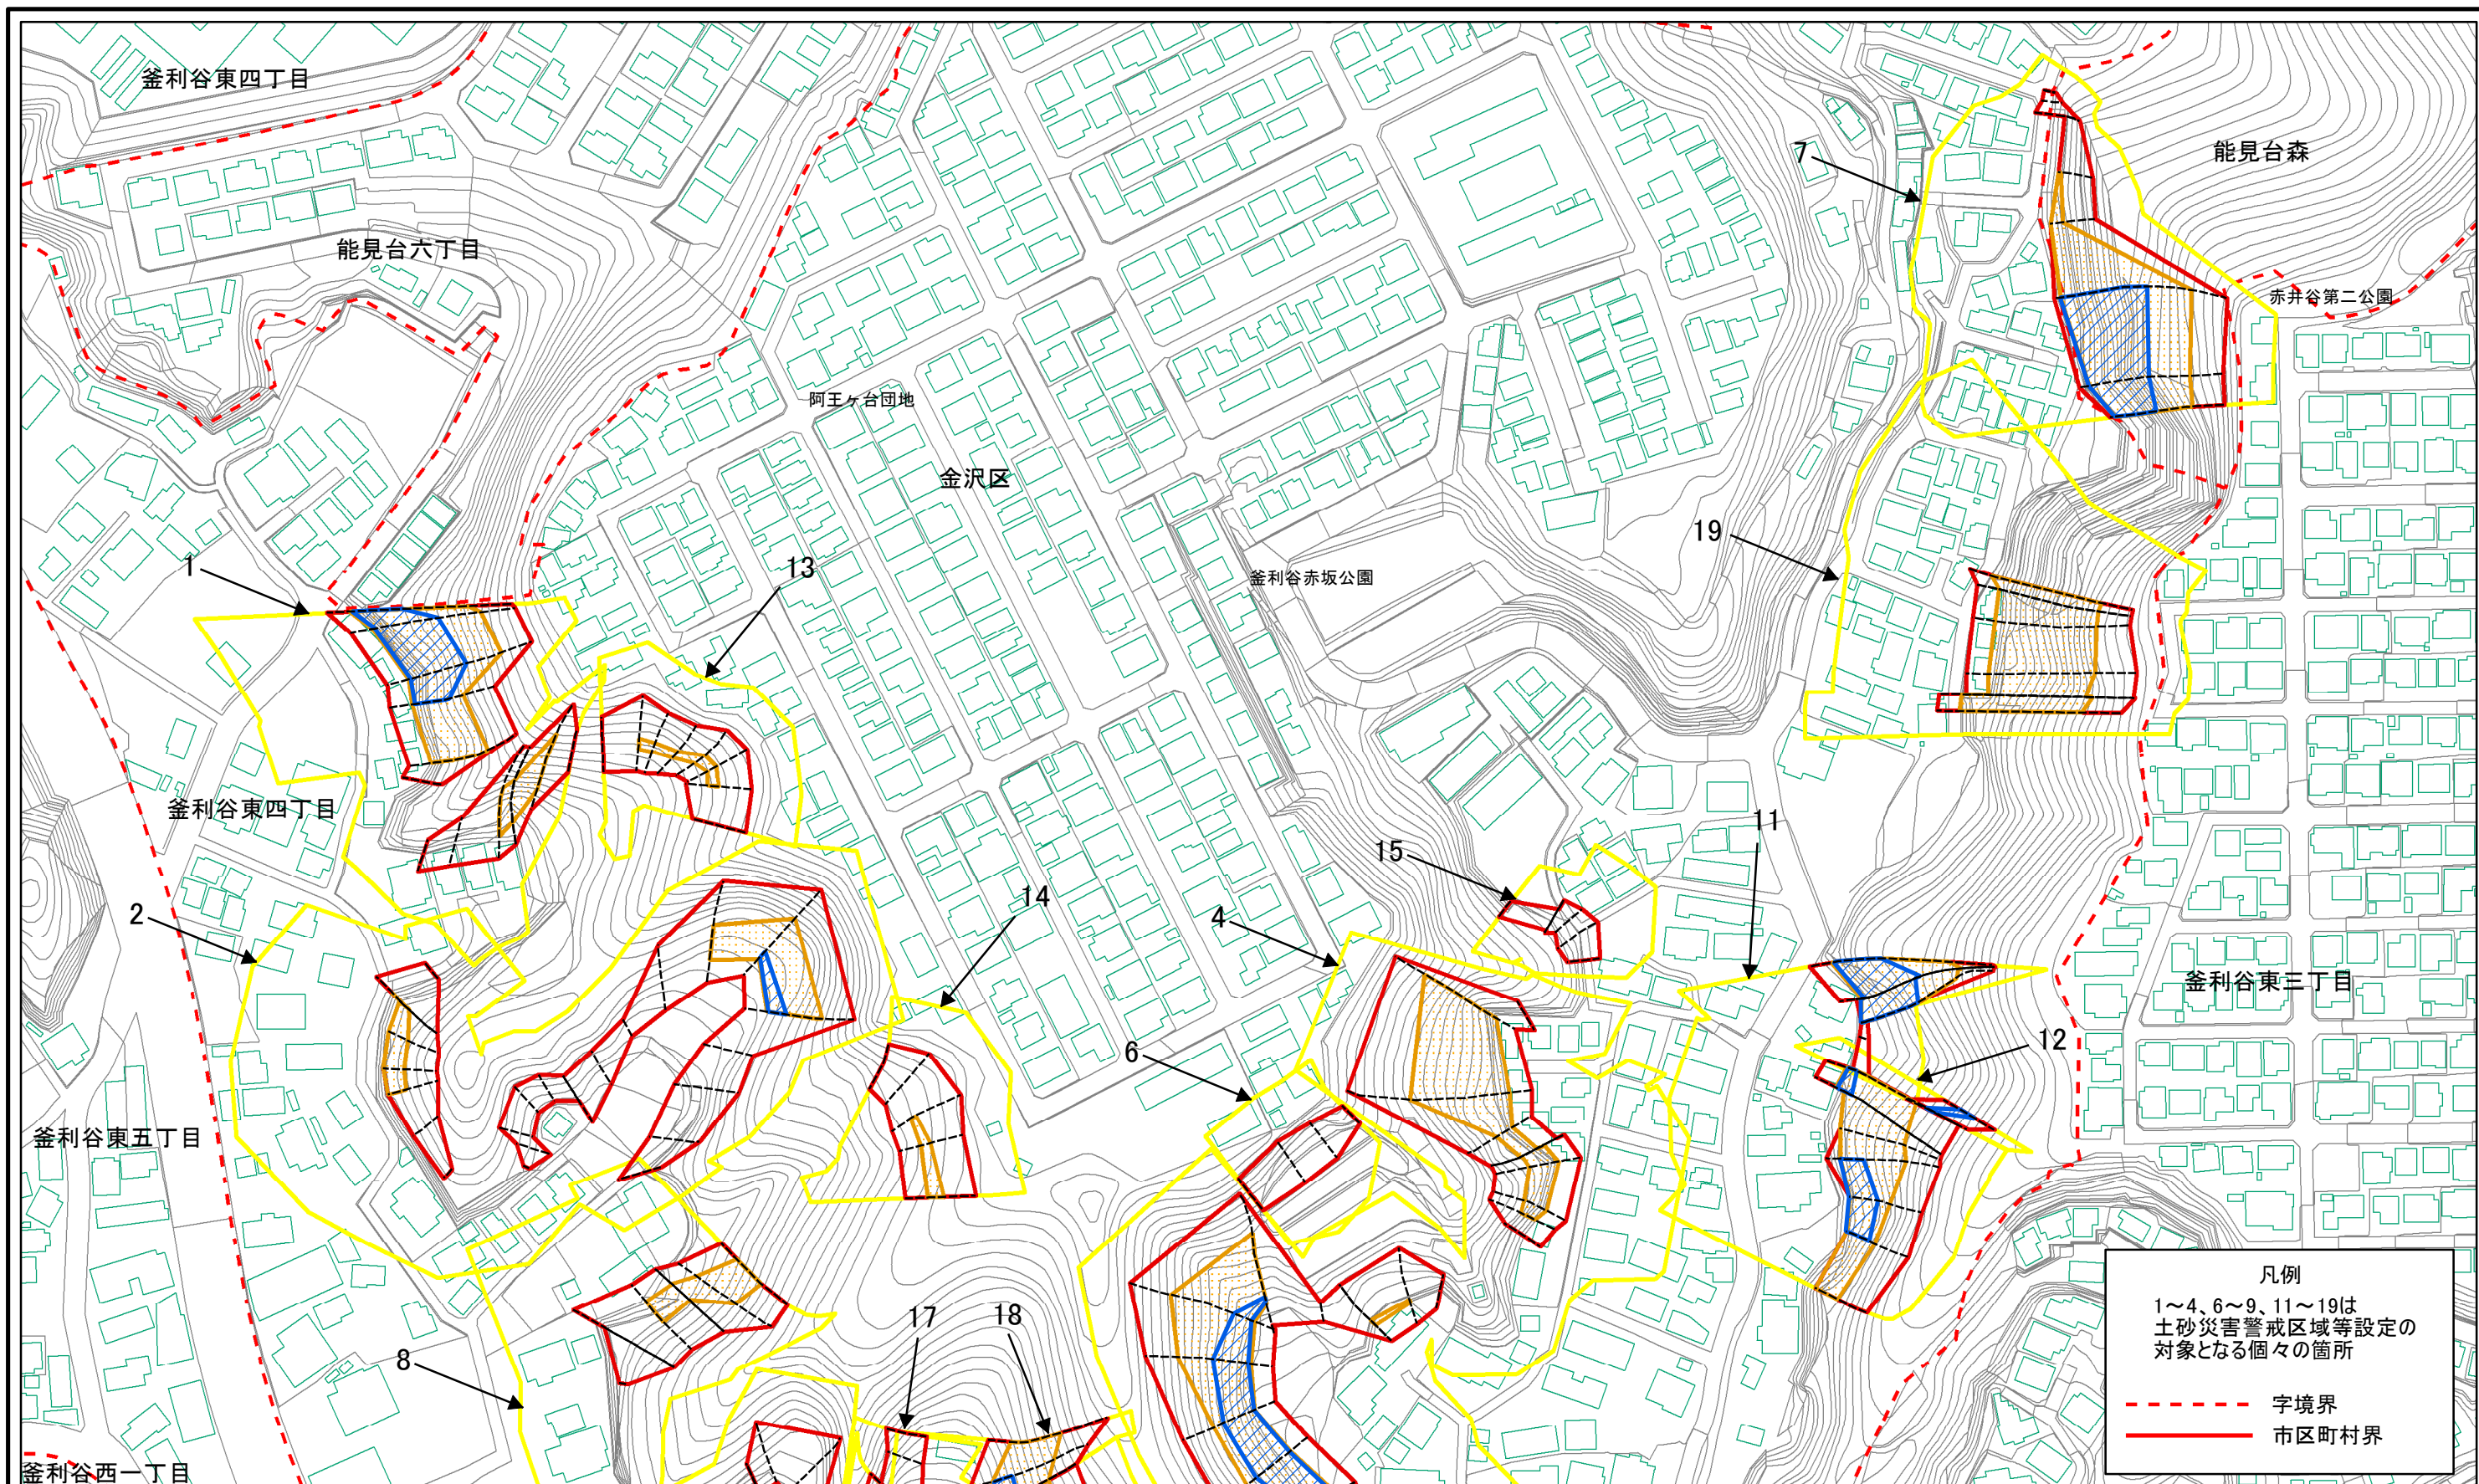 釜利谷東四丁目
能見台森
7
能見台六丁目
赤井谷第二公園
阿王ヶ台団地
金沢区
19
1
13
釜利谷赤坂公園
釜利谷東四丁目
11
15
2
14
4
釜利谷東三丁目
12
6
釜利谷東五丁目
凡例
1～4、6～9、11～19は
土砂災害警戒区域等設定の
対象となる個々の箇所
字境界
市区町村界
17
18
8
釜利谷西一丁目